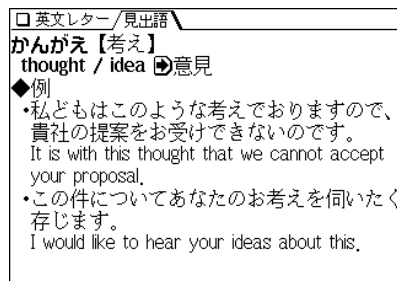 英文レター/見出語
かんがえ【考え】
thought / idea ➡意見
◆例
・私どもはこのような考えでおりますので、
貴社の提案をお受けできないのです。
It is with this thought that we cannot accept
your proposal.
・この件についてあなたのお考えを伺いたく
存じます。
I would like to hear your ideas about this.